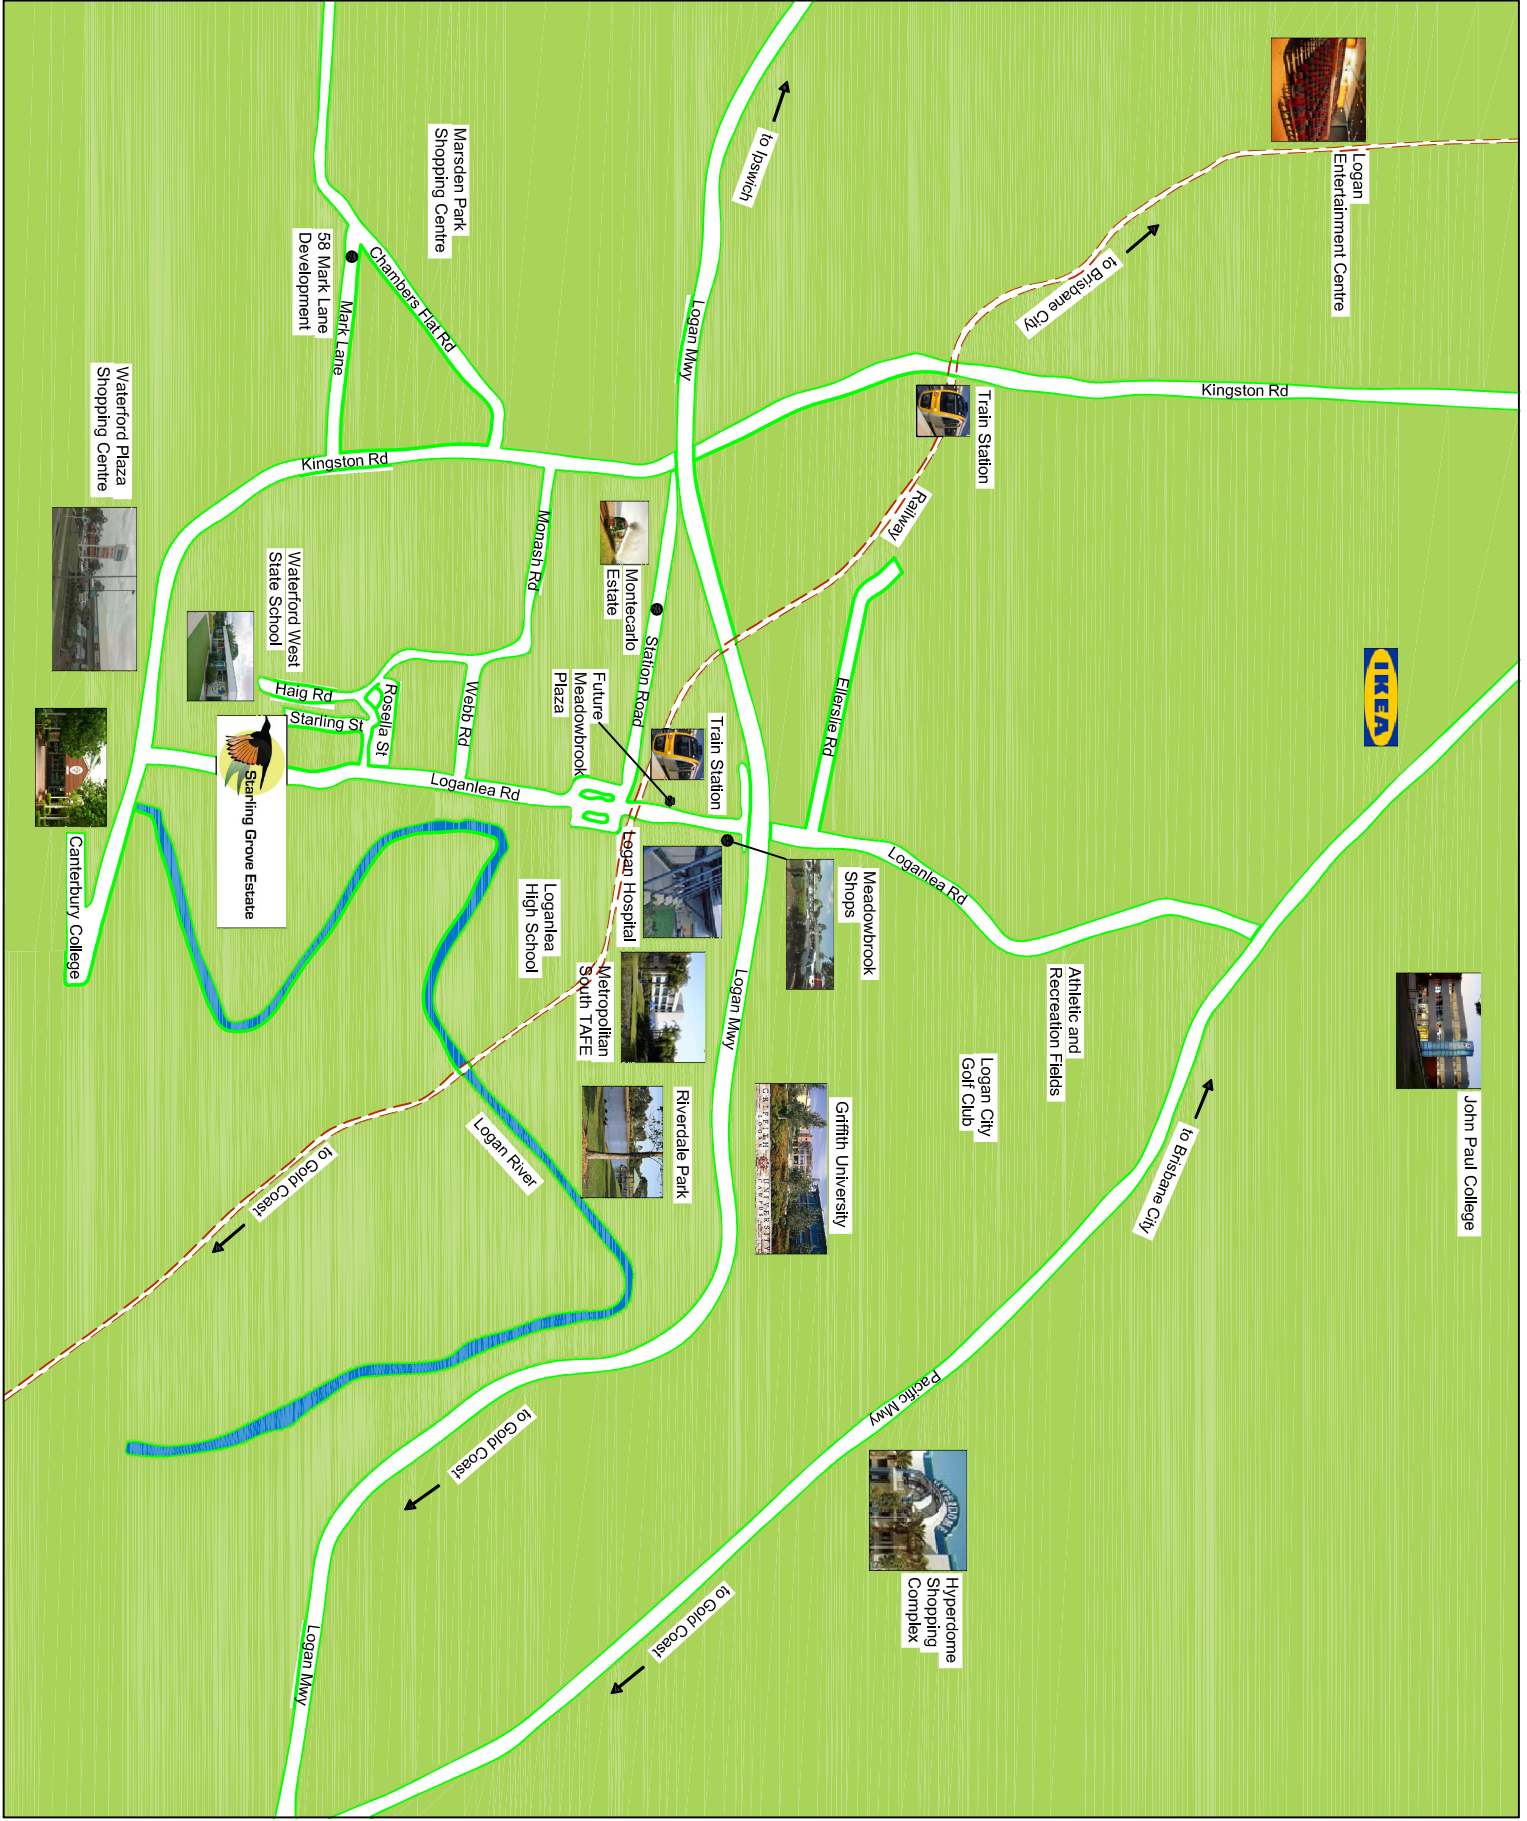 Logan
Entertainment Centre
IKEA
John Paul College
Kingston Rd
to Brisbane City
to Brisbane City
Train Station
Railway
Ellerslie Rd
Loganlea Rd
Athletic and
Recreation Fields
Logan City
Golf Club
Hyperdome
Shopping
Complex
Pacific Mwy
to Gold Coast
to Ipswich
Logan Mwy
Train Station
Meadowbrook
Shops
Griffith University
GRIFFITH UNIVERSITY
Logan Mwy
Riverdale Park
Station Road
Montecarlo
Estate
Future
Meadowbrook
Plaza
Logan Hospital
Metropolitan
South TAFE
Loganlea
High School
Logan River
to Gold Coast
Marsden Park
Shopping Centre
Chambers Flat Rd
Mark Lane
58 Mark Lane
Development
Kingston Rd
Monash Rd
Webb Rd
Loganlea Rd
Rosella St
Starling St
Haig Rd
Waterford West
State School
Starling Grove Estate
to Gold Coast
Logan Mwy
Waterford Plaza
Shopping Centre
Canterbury College